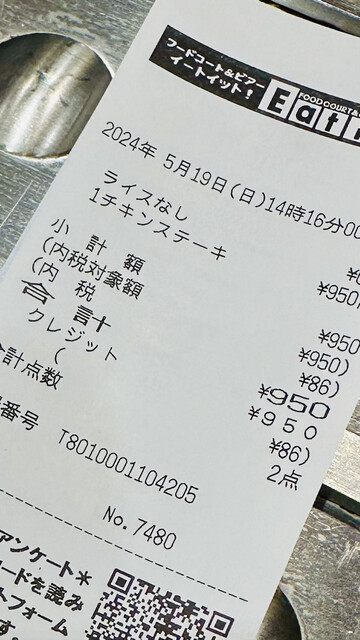 フードコート&ビアー
イートイット!
FOOD COURT &
Eat
2024年 5月19日(日)14時16分00
ライスなし
1チキンステーキ ¥950
小計額 ¥950
(内税対象額 ¥950)
(内 税 ¥86)
合 計 ¥950
クレジット ¥950
( ¥86)
計点数 2点
番号 T8010001104205
No.7480
アンケート*
ードを読み
トフォーム
す。